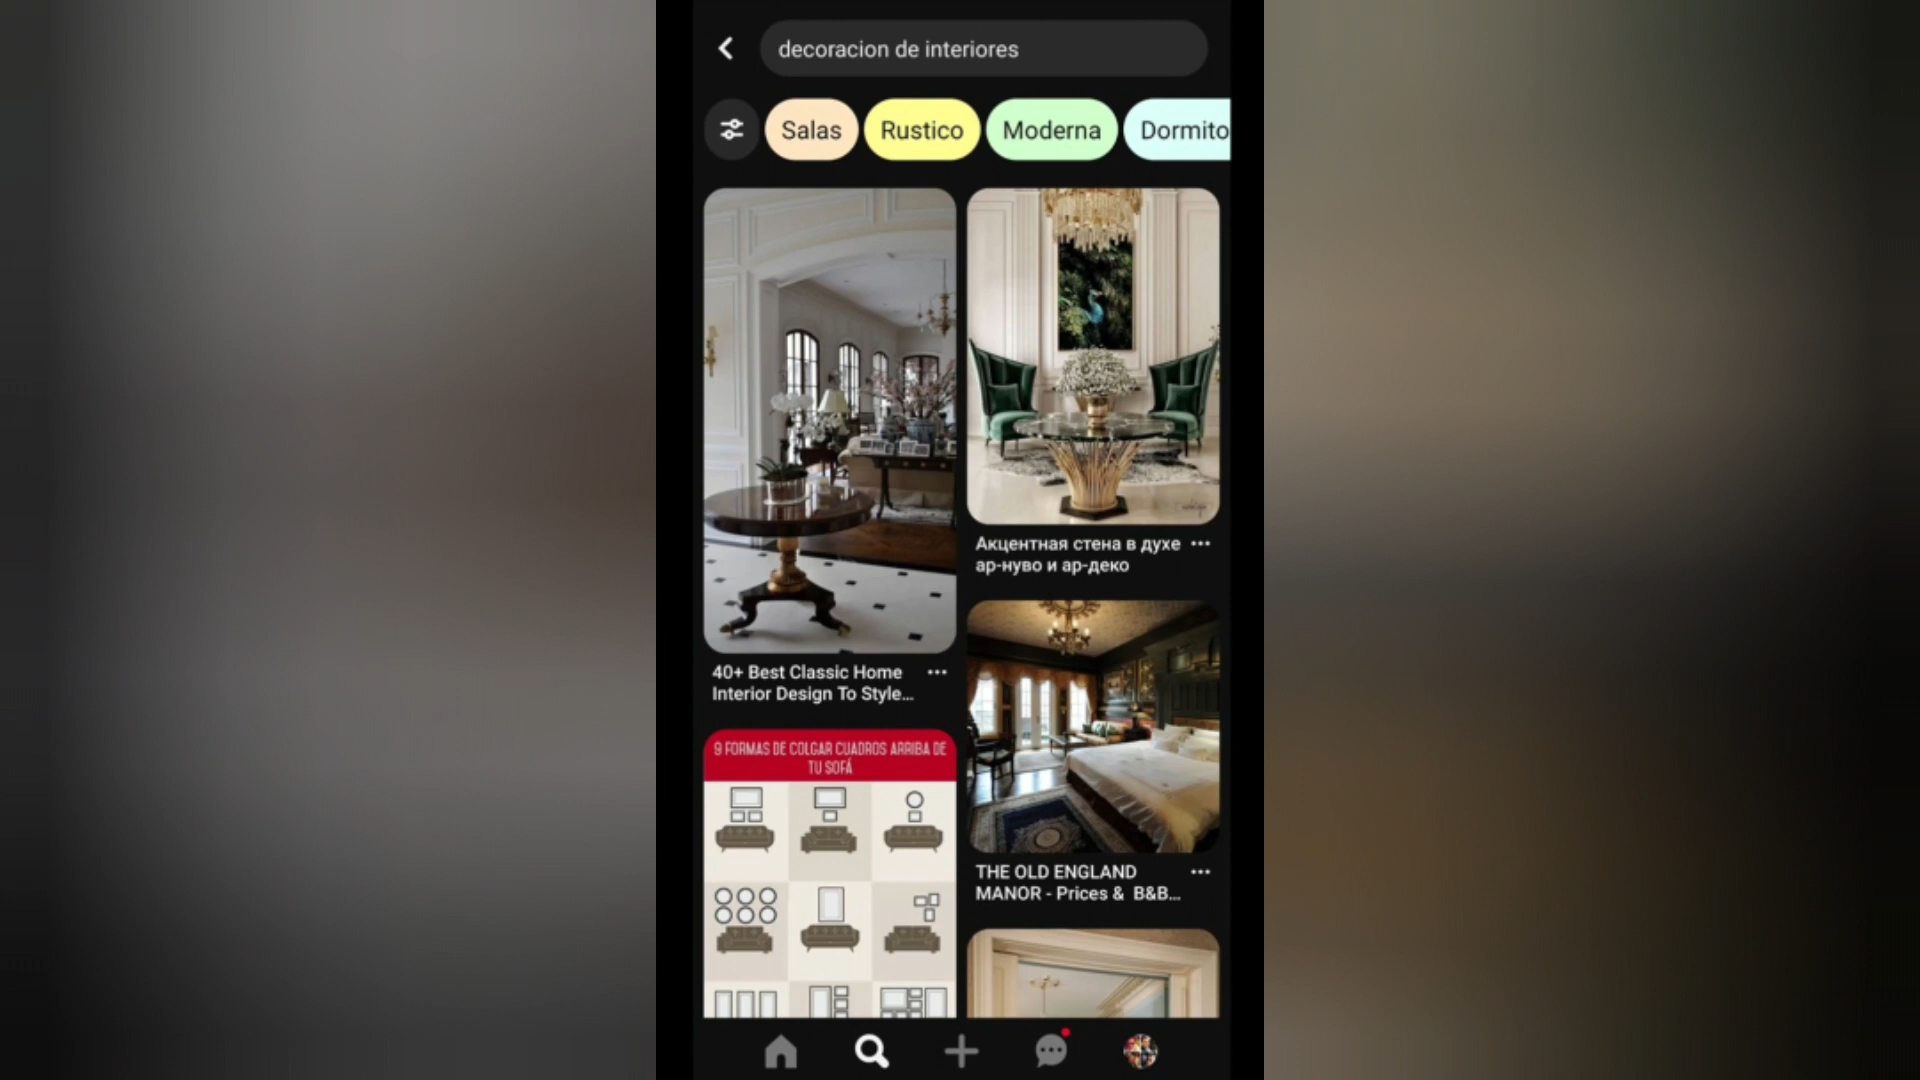 decoracion de interiores
Salas
Rustico
Moderna
Dormito
Акцентная стена в духе
ар-нуво и ар-деко
40+ Best Classic Home
Interior Design To Style...
9 FORMAS DE COLGAR CUADROS ARRIBA DE
TU SOFÁ
THE OLD ENGLAND
MANOR - Prices & B&B...